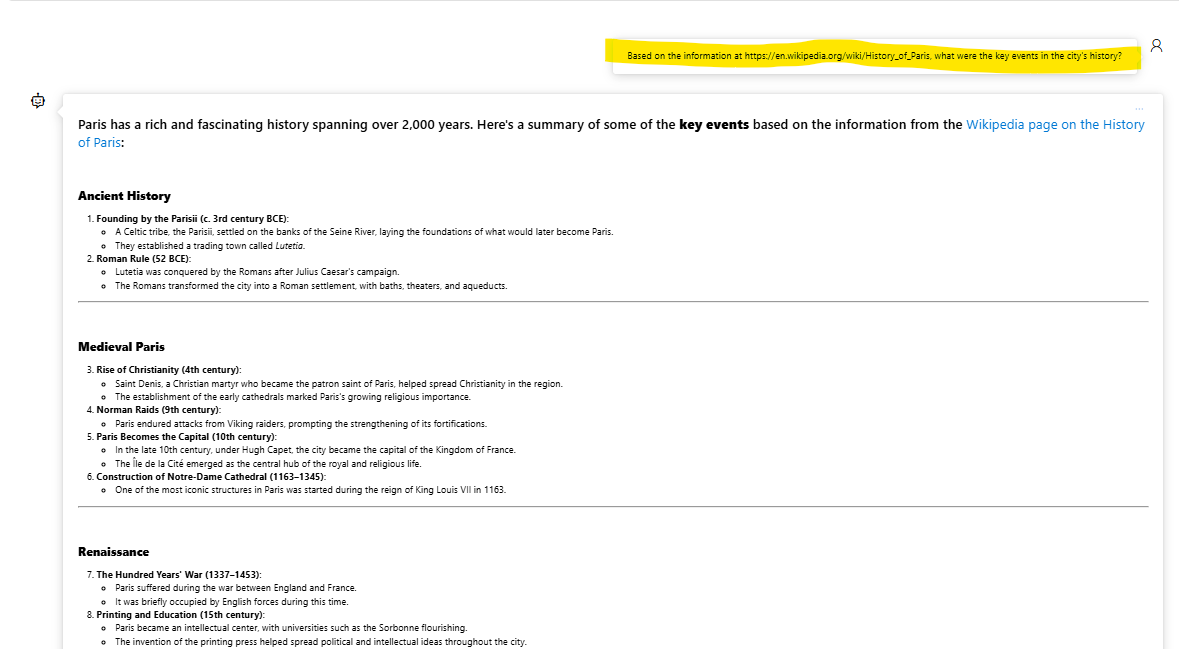 Based on the information at https://en.wikipedia.org/wiki/History_of_Paris, what were the key events in the city's history?
...
Paris has a rich and fascinating history spanning over 2,000 years. Here's a summary of some of the key events based on the information from the Wikipedia page on the History
of Paris:
Ancient History
1. Founding by the Parisii (c. 3rd century BCE):
A Celtic tribe, the Parisii, settled on the banks of the Seine River, laying the foundations of what would later become Paris.
They established a trading town called Lutetia.
2. Roman Rule (52 BCE):
Lutetia was conquered by the Romans after Julius Caesar's campaign.
The Romans transformed the city into a Roman settlement, with baths, theaters, and aqueducts.
Medieval Paris
3. Rise of Christianity (4th century):
Saint Denis, a Christian martyr who became the patron saint of Paris, helped spread Christianity in the region.
The establishment of the early cathedrals marked Paris's growing religious importance.
4. Norman Raids (9th century):
Paris endured attacks from Viking raiders, prompting the strengthening of its fortifications.
5. Paris Becomes the Capital (10th century):
In the late 10th century, under Hugh Capet, the city became the capital of the Kingdom of France.
The Île de la Cité emerged as the central hub of the royal and religious life.
6. Construction of Notre-Dame Cathedral (1163–1345):
One of the most iconic structures in Paris was started during the reign of King Louis VII in 1163.
Renaissance
7. The Hundred Years' War (1337–1453):
Paris suffered during the war between England and France.
It was briefly occupied by English forces during this time.
8. Printing and Education (15th century):
Paris became an intellectual center, with universities such as the Sorbonne flourishing.
The invention of the printing press helped spread political and intellectual ideas throughout the city.